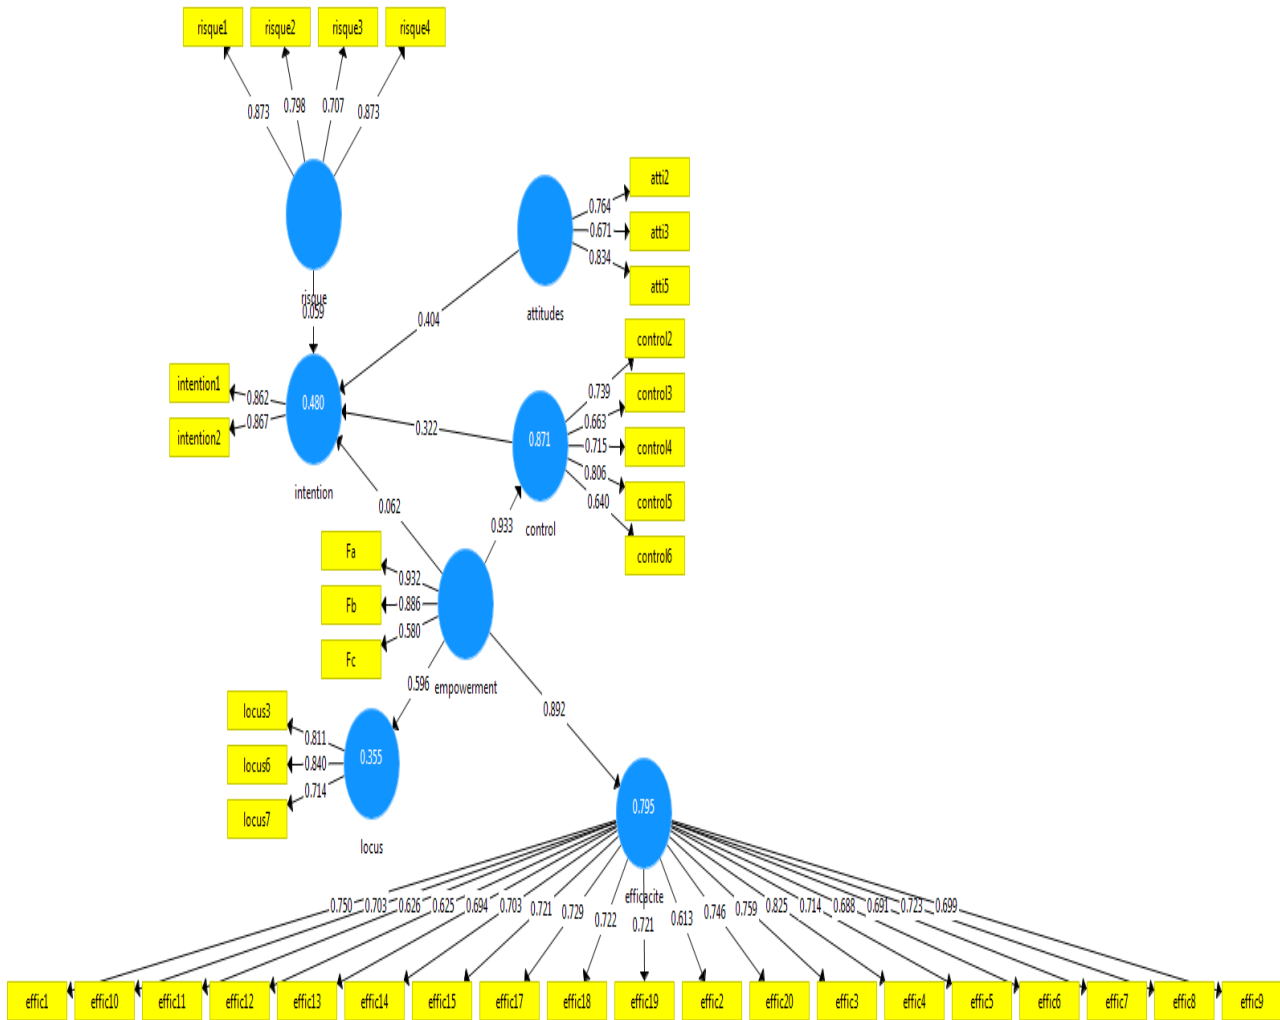 risque1 risque2 risque3 risque4
0.873 0.798 0.707 0.873
atti2
0.764
0.671 atti3
0.834
atti5
risque
0.059
attitudes
0.404
control2
intention1
0.862
0.480
0.739
control3
0.867
intention2
0.322
0.871
0.663
0.715 control4
0.806
control5
0.640
intention
control
control6
0.062
0.933
Fa
0.932
Fb 0.886
0.580
Fc
0.596 empowerment
locus3
0.811
0.892
locus6 0.840
0.355
0.714
locus7
locus
0.795
efficacite
0.750 0.703 0.626 0.625 0.694 0.703 0.721 0.729 0.722 0.721 0.613 0.746 0.759 0.825 0.714 0.688 0.691 0.723 0.699
effic1 effic10 effic11 effic12 effic13 effic14 effic15 effic17 effic18 effic19 effic2 effic20 effic3 effic4 effic5 effic6 effic7 effic8 effic9